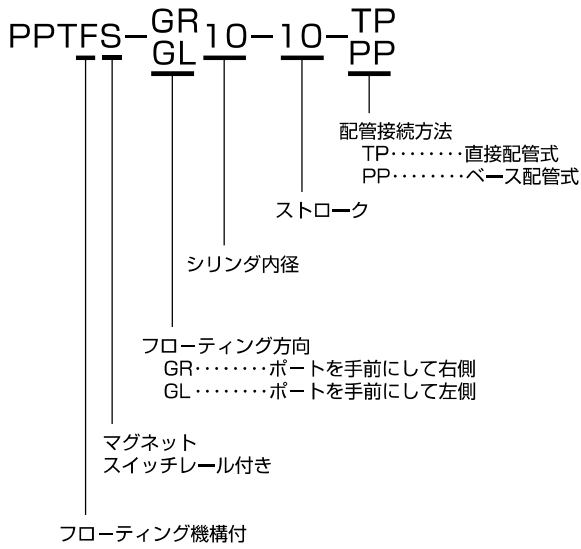 PPTFS-GR10-10-TP
GL PP
配管接続方法
TP········直接配管式
PP········ベース配管式
ストローク
シリンダ内径
フローティング方向
GR········ポートを手前にして右側
GL········ポートを手前にして左側
マグネット
スイッチレール付き
フローティング機構付